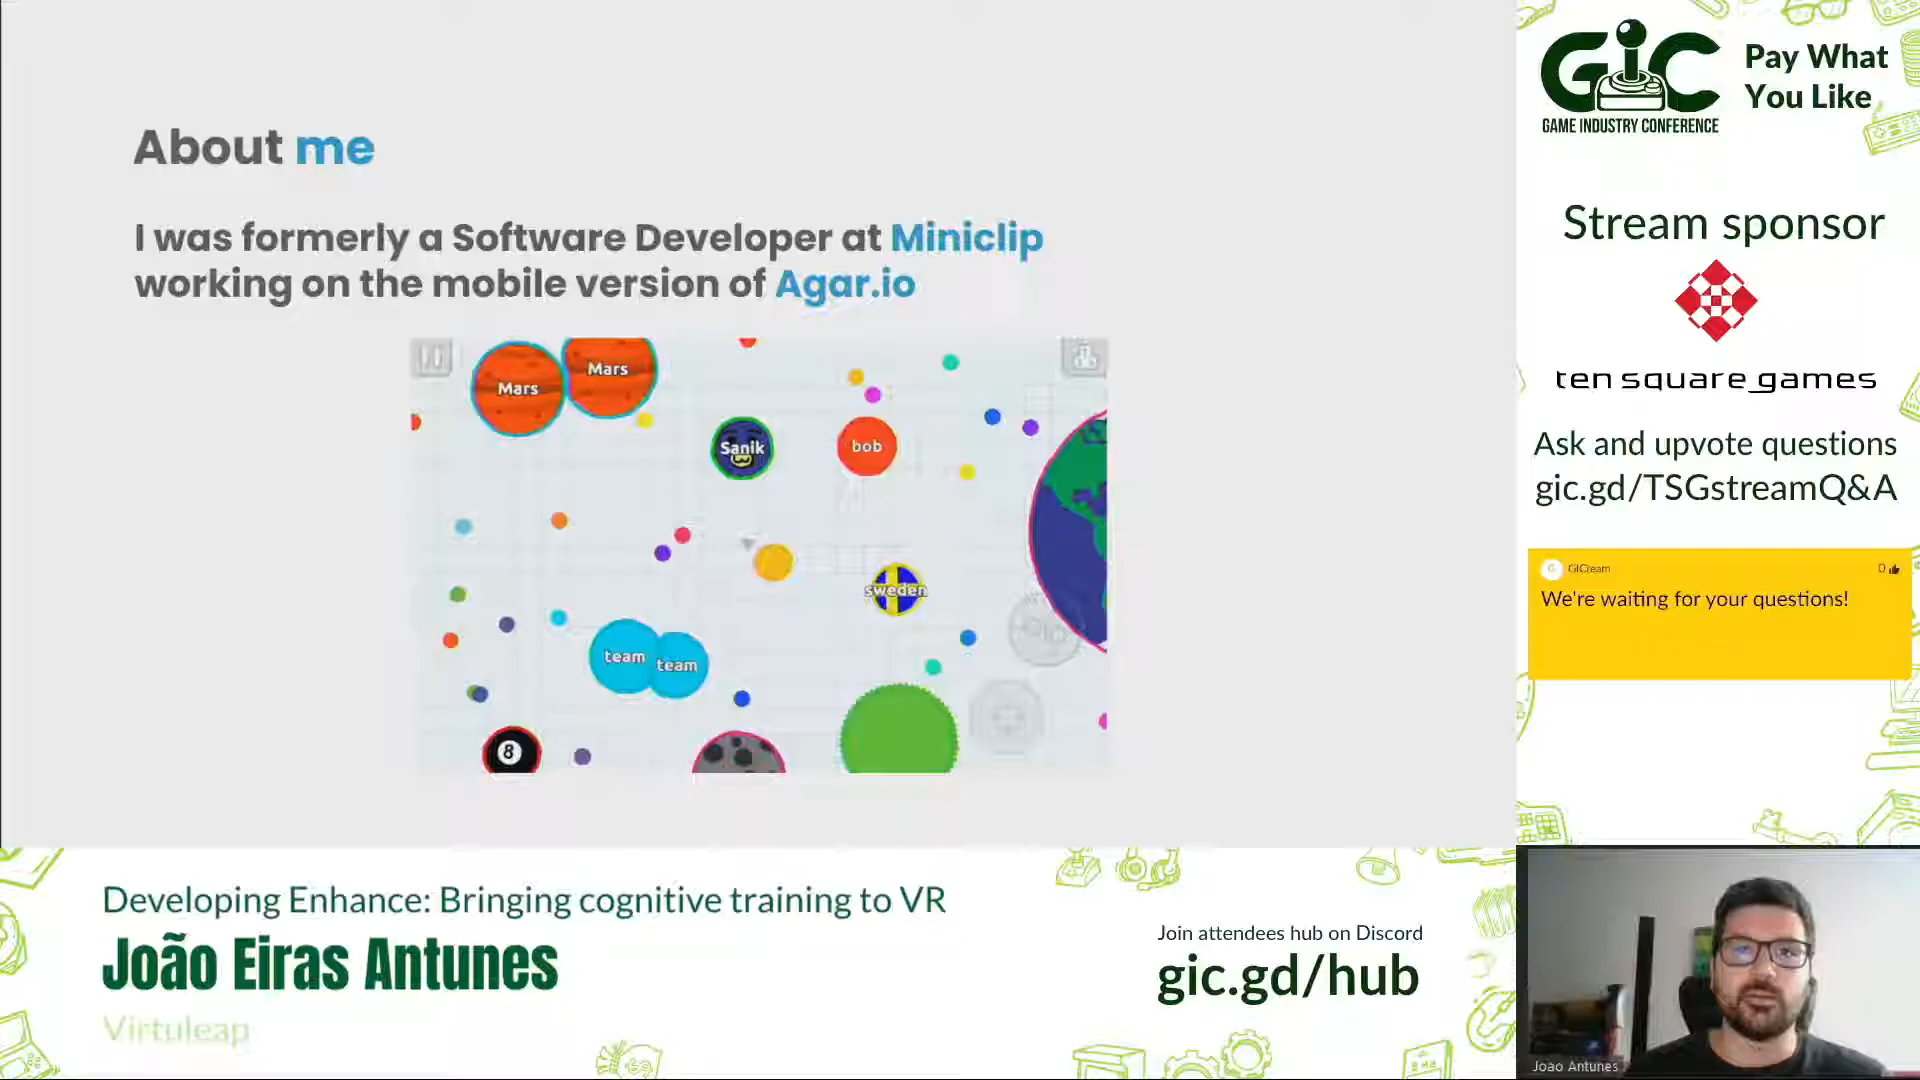 About me
I was formerly a Software Developer at Miniclip
working on the mobile version of Agar.io
Mars
Mars
Sanik
bob
sweden
team
team
8
GIC
GAME INDUSTRY CONFERENCE
Pay What
You Like
Stream sponsor
ten square games
Ask and upvote questions
gic.gd/TSGstreamQ&A
G
GICteam
0
We're waiting for your questions!
Developing Enhance: Bringing cognitive training to VR
João Eiras Antunes
Virtuleap
Join attendees hub on Discord
gic.gd/hub
Joao Antunes